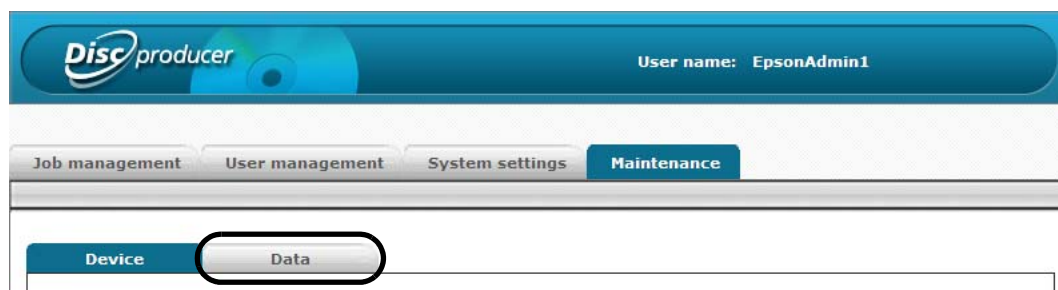 Disc producer
User name: EpsonAdmin1
Job management User management System settings Maintenance
Device Data